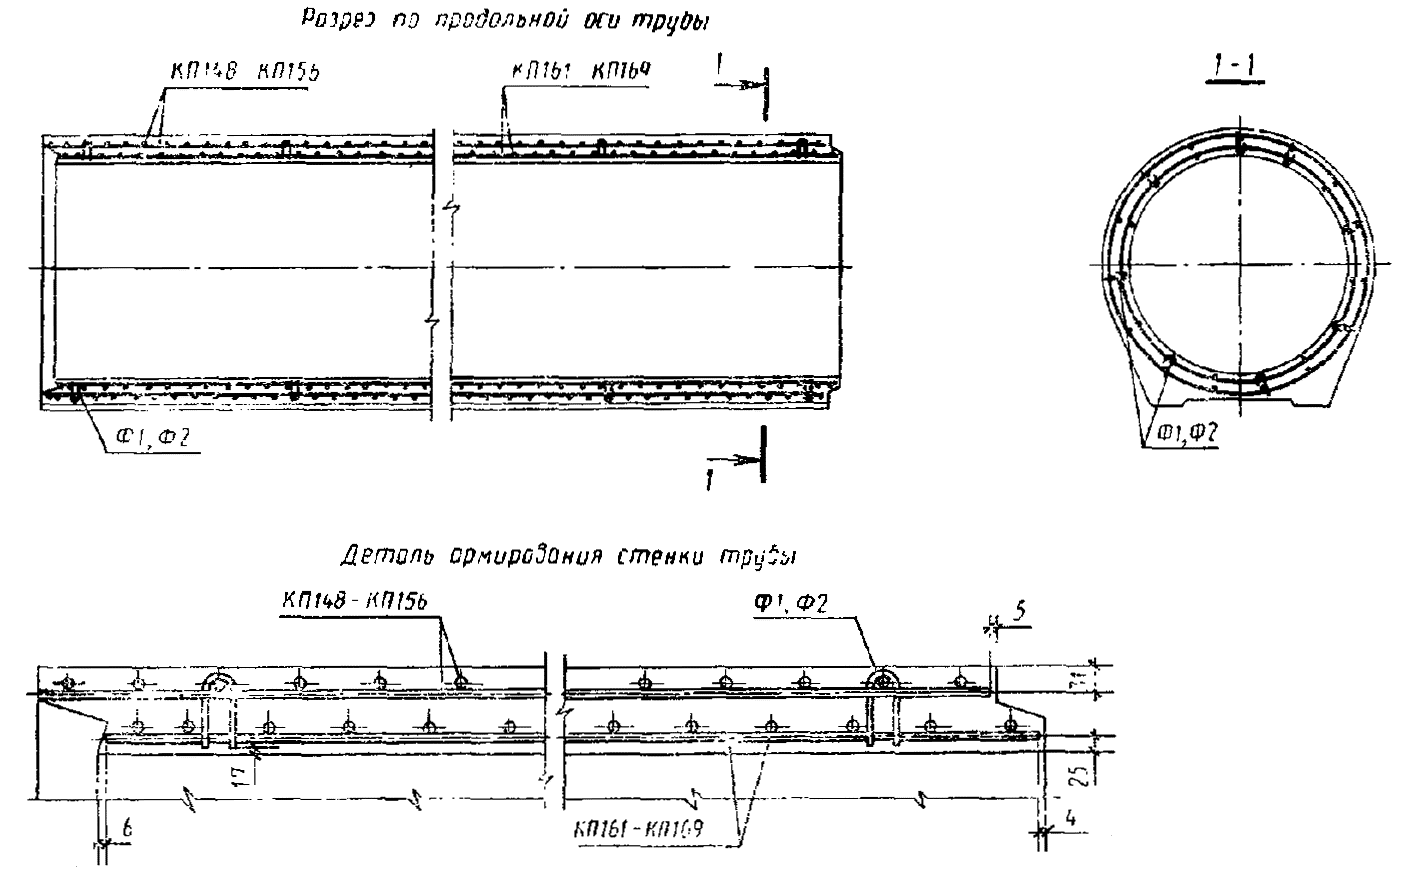 Разрез по продольной оси трубы
КП148 КП156
КП161 КП169
1
1-1
Ф1,Ф2
1
Ф1,Ф2
Деталь армирования стенки трубы
КП148-КП156
Ф1,Ф2
5
17
25
6
КП161-КП169
4